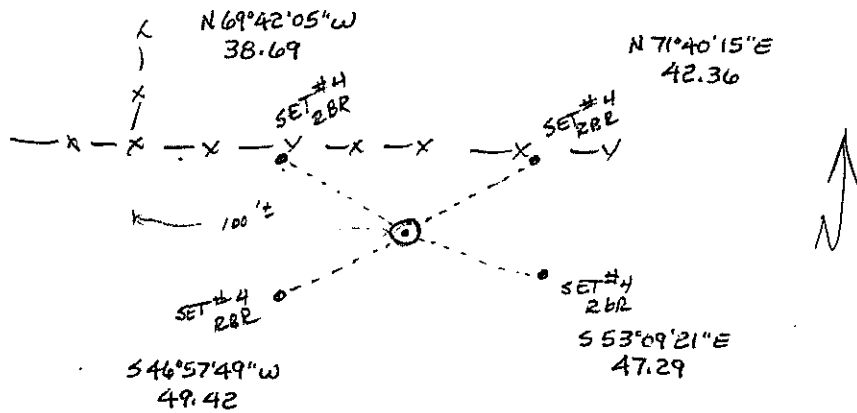 N 69°42'05" W
38.69
N 71°40'15" E
42.36
SET #4
RBR
SET #4
RBR
100'±
SET #4
RBR
SET #4
RBR
S 46°57'49" W
49.42
S 53°09'21" E
47.29
N